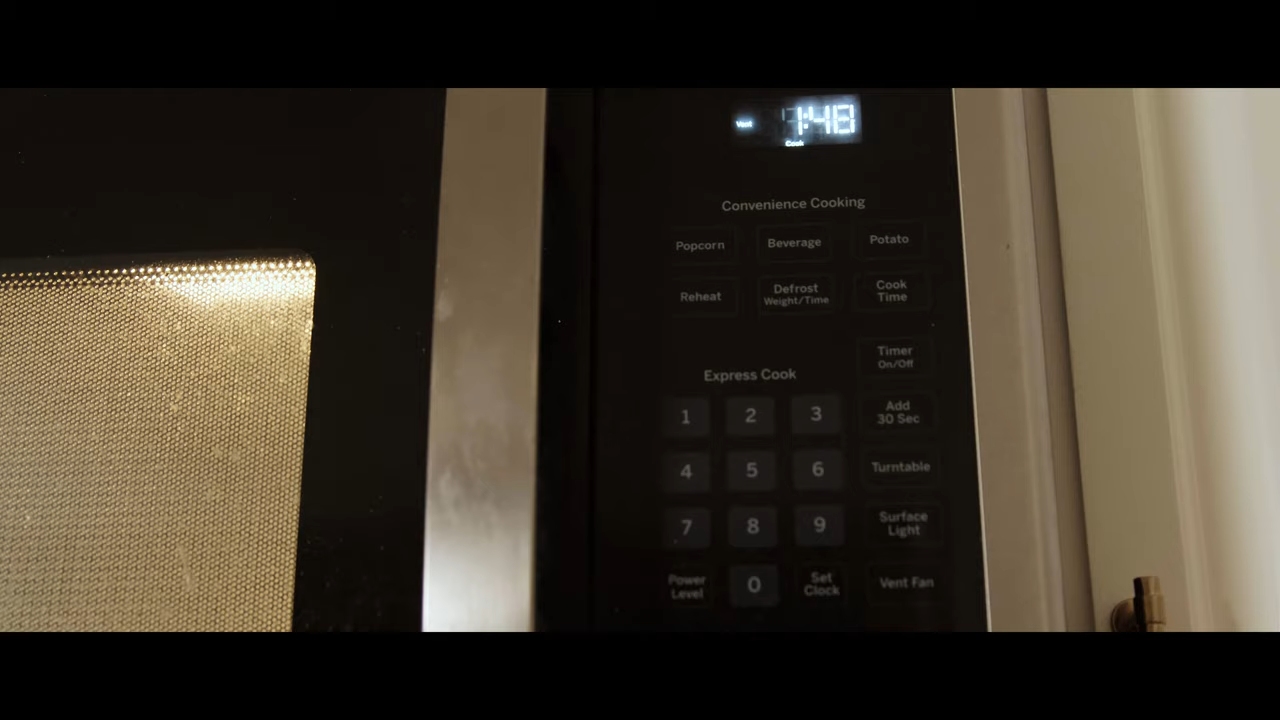 Vent 1:48
Cook
Convenience Cooking
Popcorn Beverage Potato
Reheat Defrost Weight/Time Cook Time
Timer On/Off
Express Cook
1 2 3 Add 30 Sec
4 5 6 Turntable
7 8 9 Surface Light
Power Level 0 Set Clock Vent Fan